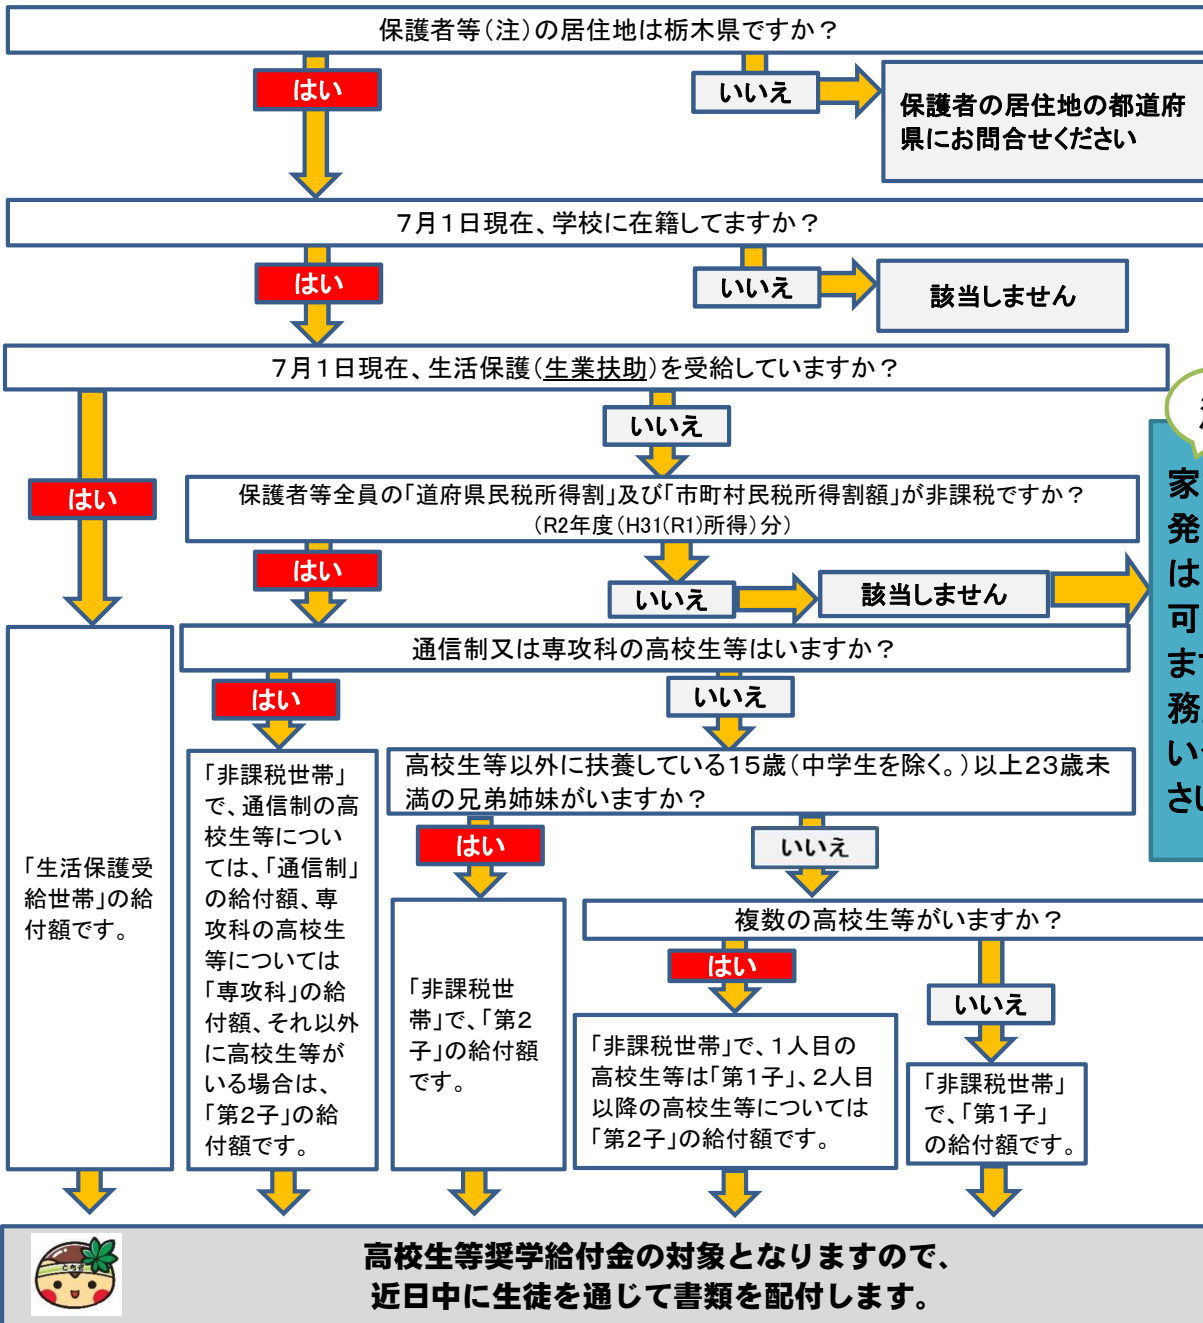 保護者等（注）の居住地は栃木県ですか？
はい
いいえ
保護者の居住地の都道府
県にお問合せください
７月１日現在、学校に在籍してますか？
はい
いいえ
該当しません
７月１日現在、生活保護（生業扶助）を受給していますか？
はい
いいえ
保護者等全員の「道府県民税所得割」及び「市町村民税所得割額」が非課税ですか？
（R2年度（H31(R1)所得）分）
はい
いいえ
該当しません
家
発
は
可
ま
務
い
さ
通信制又は専攻科の高校生等はいますか？
はい
いいえ
高校生等以外に扶養している１５歳（中学生を除く。）以上２３歳未
満の兄弟姉妹がいますか？
はい
いいえ
複数の高校生等がいますか？
はい
いいえ
「生活保護受
給世帯」の給
付額です。
「非課税世帯」
で、通信制の高
校生等につい
ては、「通信制」
の給付額、専
攻科の高校生
等については
「専攻科」の給
付額、それ以外
に高校生等が
いる場合は、
「第２子」の給
付額です。
「非課税世
帯」で、「第２
子」の給付額
です。
「非課税世帯」で、１人目の
高校生等は「第１子」、２人目
以降の高校生等については
「第２子」の給付額です。
「非課税世帯」
で、「第１子」
の給付額です。
とちぎ
高校生等奨学給付金の対象となりますので、
近日中に生徒を通じて書類を配付します。